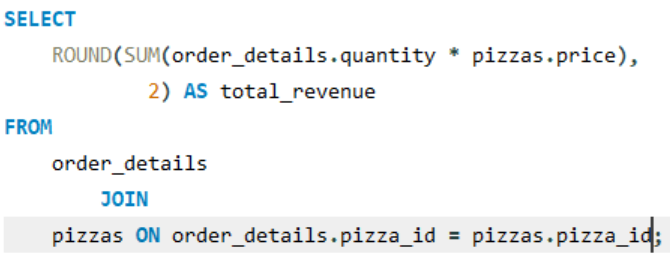 SELECT
ROUND(SUM(order_details.quantity * pizzas.price),
2) AS total_revenue
FROM
order_details
JOIN
pizzas ON order_details.pizza_id = pizzas.pizza_id;